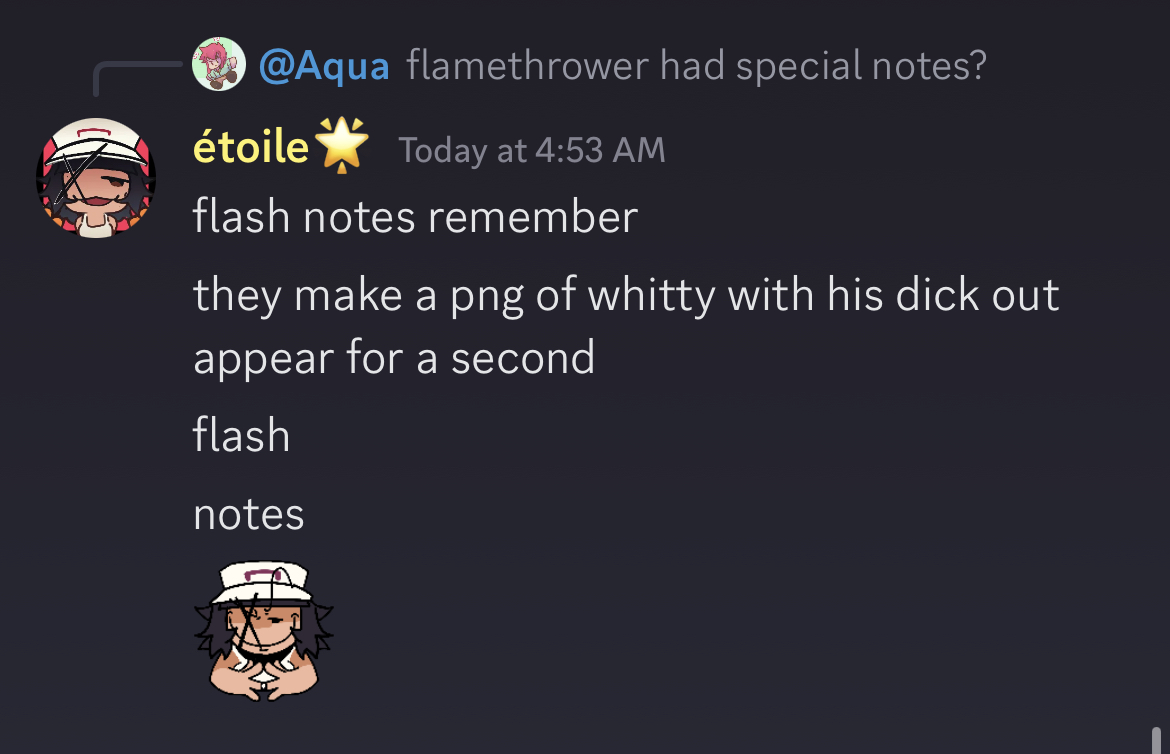 @Aqua flamethrower had special notes?
étoile🌟 Today at 4:53 AM
flash notes remember
they make a png of whitty with his dick out
appear for a second
flash
notes